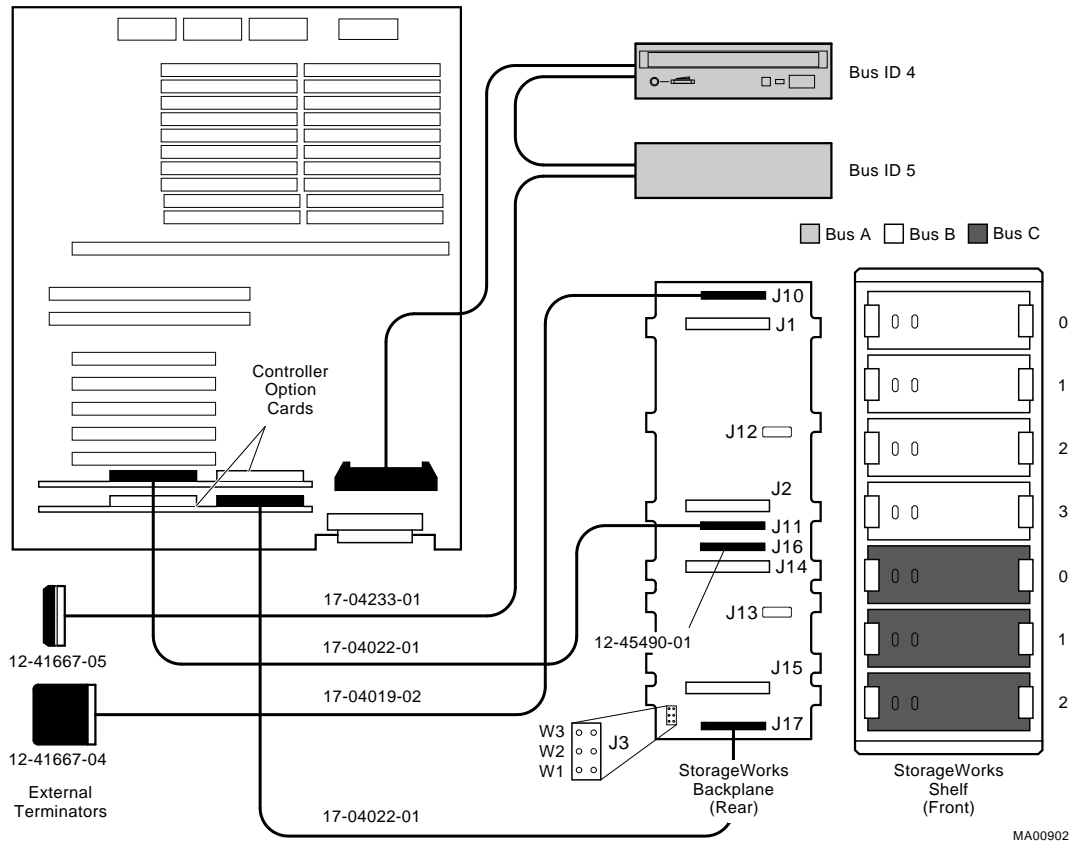 Bus ID 4
Bus ID 5
Bus A
Bus B
Bus C
J10
J1
J12
J2
J11
J16
J14
J13
J15
J17
12-45490-01
W3
W2
W1
J3
0
1
2
3
0
1
2
Controller
Option
Cards
17-04233-01
12-41667-05
17-04022-01
17-04019-02
12-41667-04
External
Terminators
17-04022-01
StorageWorks
Backplane
(Rear)
StorageWorks
Shelf
(Front)
MA00902